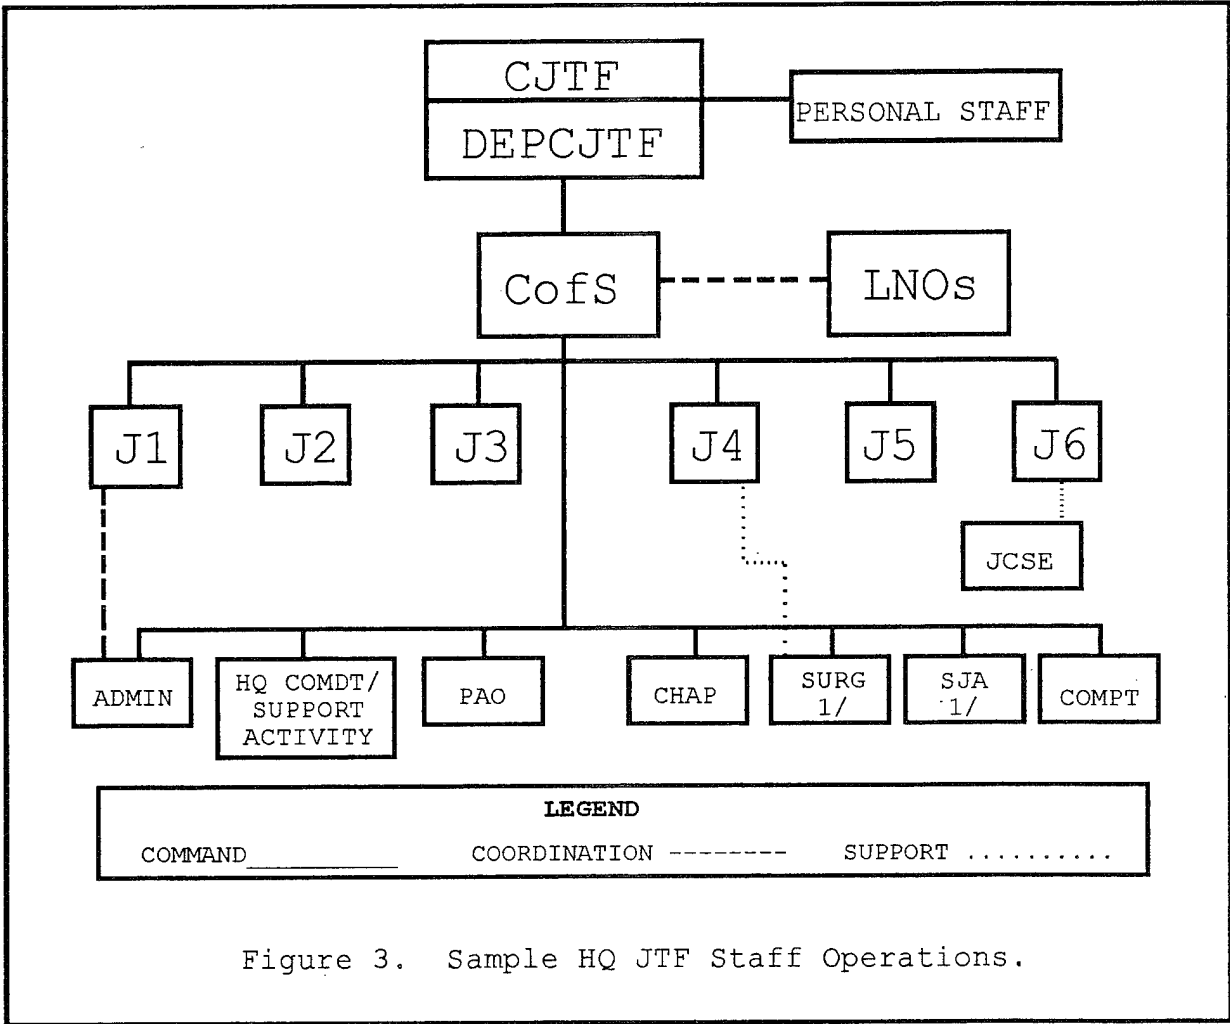 CJTF
PERSONAL STAFF
DEPCJTF
CofS
LNOs
J1
J2
J3
J4
J5
J6
JCSE
ADMIN
HQ COMDT/
SUPPORT
ACTIVITY
PAO
CHAP
SURG
1/
SJA
1/
COMPT
LEGEND
COMMAND__________ COORDINATION -------- SUPPORT ..........
Figure 3. Sample HQ JTF Staff Operations.